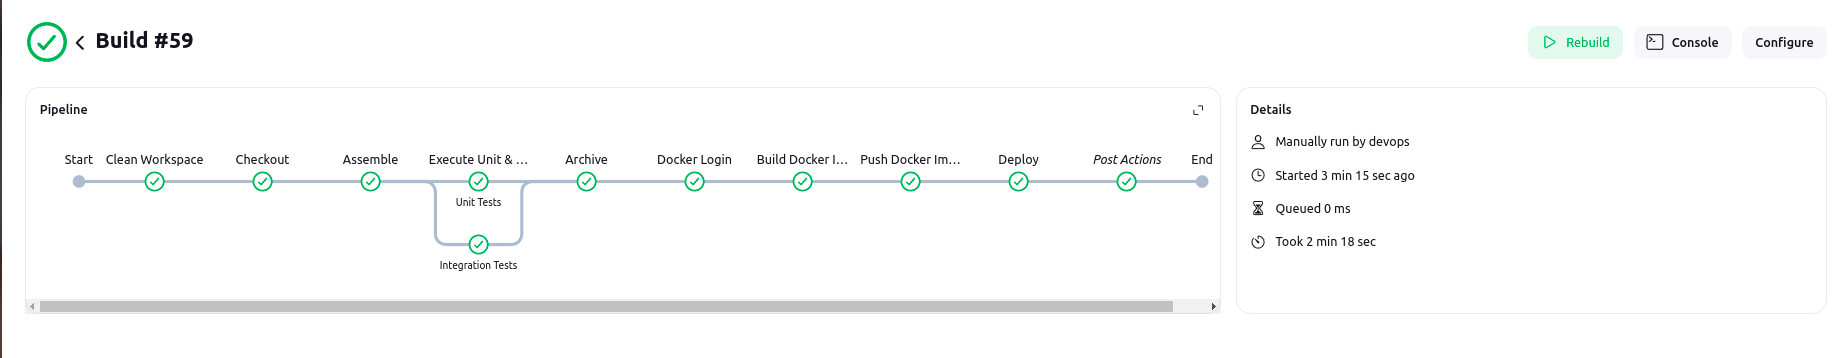 Build #59
Rebuild
Console
Configure
Pipeline
Start Clean Workspace Checkout Assemble Execute Unit & ... Archive Docker Login Build Docker I... Push Docker Im... Deploy Post Actions End
Unit Tests
Integration Tests
Details
Manually run by devops
Started 3 min 15 sec ago
Queued 0 ms
Took 2 min 18 sec